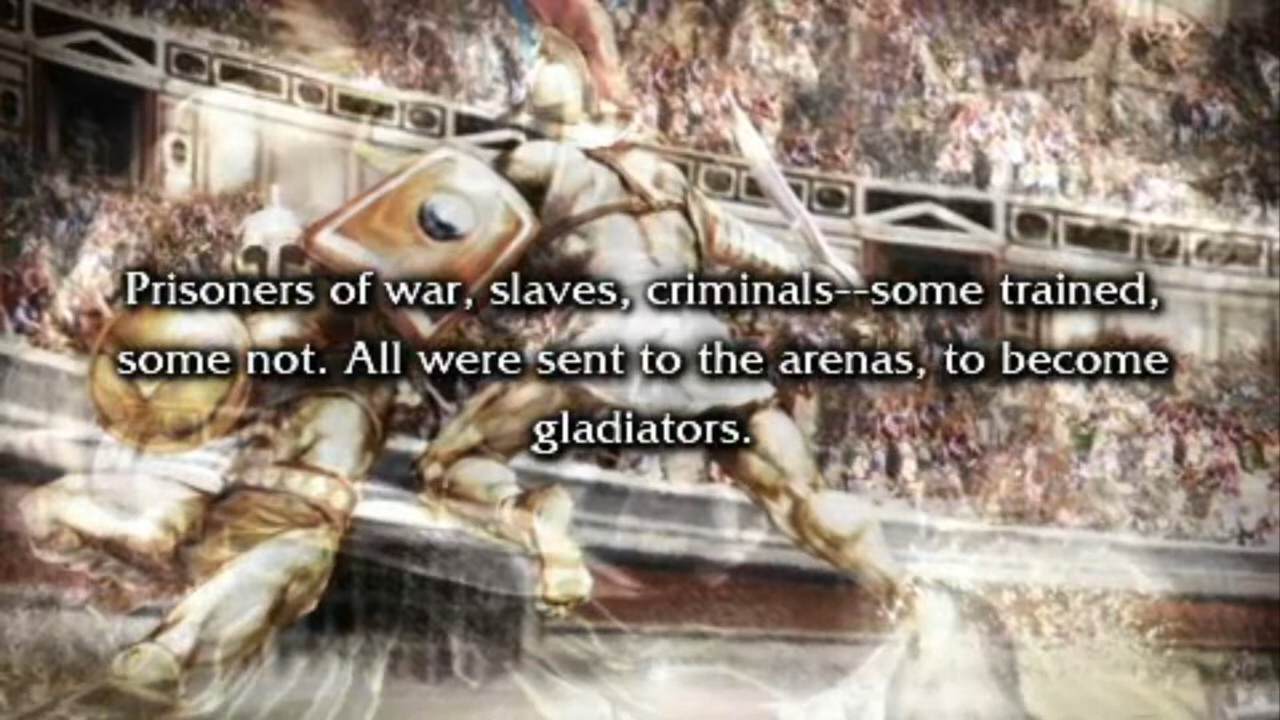 Prisoners of war, slaves, criminals--some trained,
some not. All were sent to the arenas, to become
gladiators.